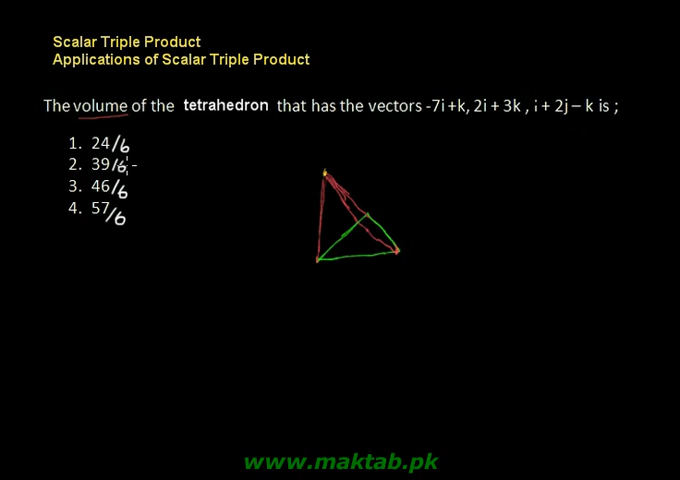 Scalar Triple Product
Applications of Scalar Triple Product
The volume of the tetrahedron that has the vectors -7i +k, 2i + 3k , i + 2j – k is ;
1. 24/6
2. 39/6
3. 46/6
4. 57/6
www.maktab.pk